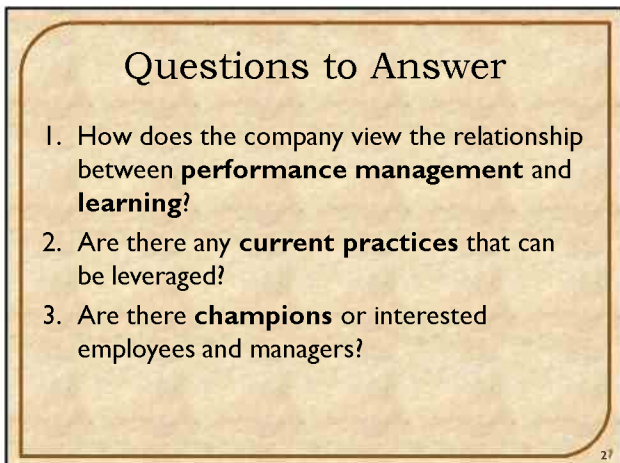 Questions to Answer
1. How does the company view the relationship
between performance management and
learning?
2. Are there any current practices that can
be leveraged?
3. Are there champions or interested
employees and managers?
27